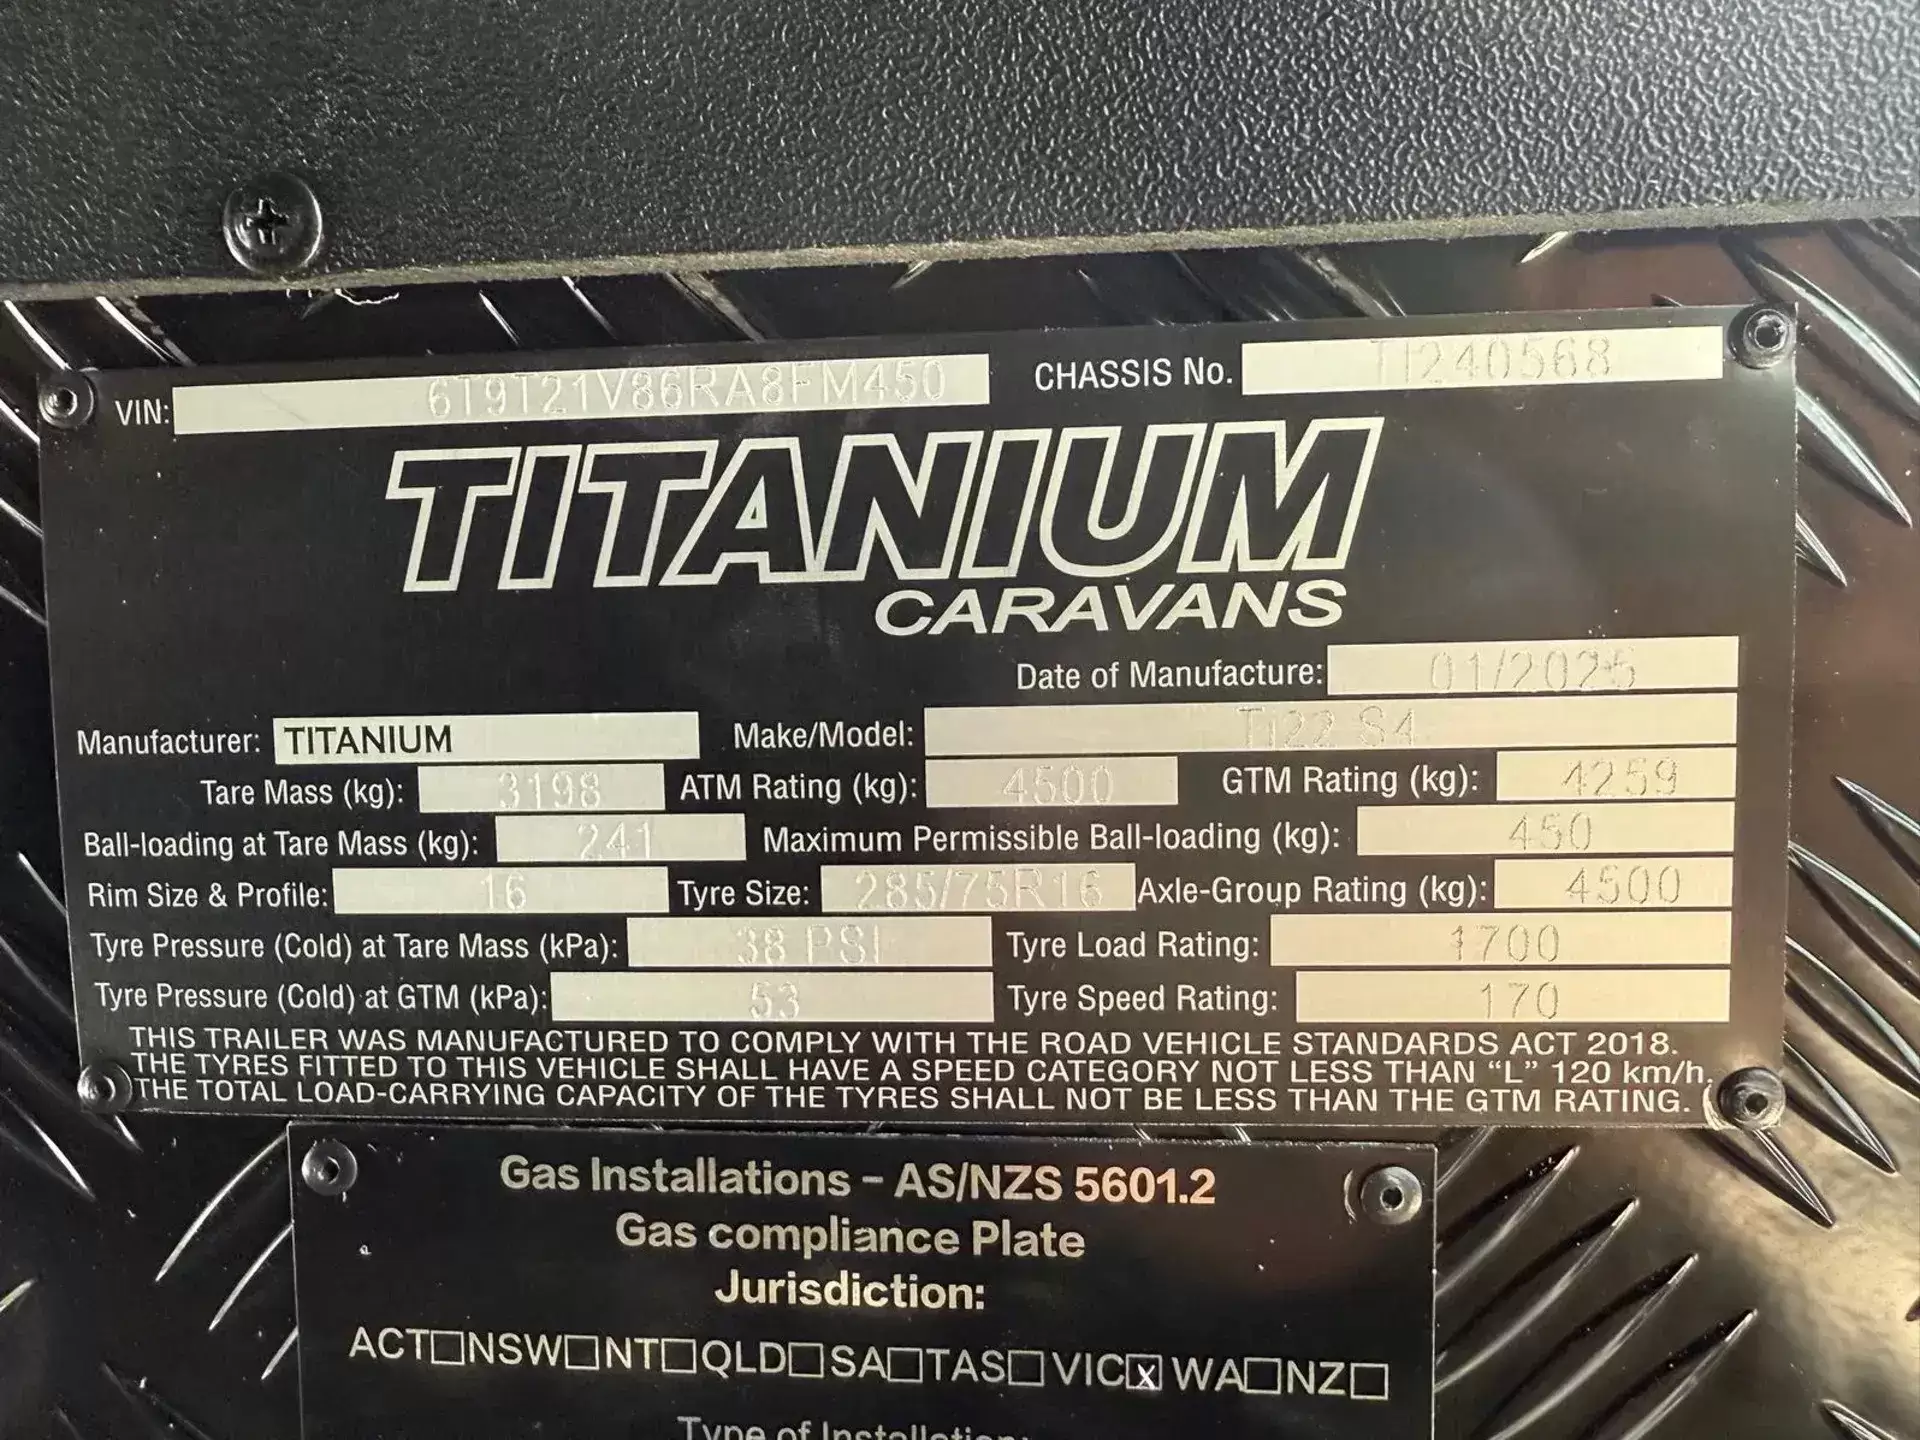 VIN: 6T9T21V86RA8FM450 CHASSIS No. TI240568
TITANIUM
CARAVANS
Date of Manufacture: 01/2025
Manufacturer: TITANIUM Make/Model: Ti22 S4
Tare Mass (kg): 3198 ATM Rating (kg): 4500 GTM Rating (kg): 4259
Ball-loading at Tare Mass (kg): 241 Maximum Permissible Ball-loading (kg): 450
Rim Size & Profile: 16 Tyre Size: 285/75R16 Axle-Group Rating (kg): 4500
Tyre Pressure (Cold) at Tare Mass (kPa): 38 PSI Tyre Load Rating: 1700
Tyre Pressure (Cold) at GTM (kPa): 53 Tyre Speed Rating: 170
THIS TRAILER WAS MANUFACTURED TO COMPLY WITH THE ROAD VEHICLE STANDARDS ACT 2018.
THE TYRES FITTED TO THIS VEHICLE SHALL HAVE A SPEED CATEGORY NOT LESS THAN “L” 120 km/h.
THE TOTAL LOAD-CARRYING CAPACITY OF THE TYRES SHALL NOT BE LESS THAN THE GTM RATING.
Gas Installations – AS/NZS 5601.2
Gas compliance Plate
Jurisdiction:
ACT☐NSW☐NT☐QLD☐SA☐TAS☐VIC☒WA☐NZ☐
Type of Installation: